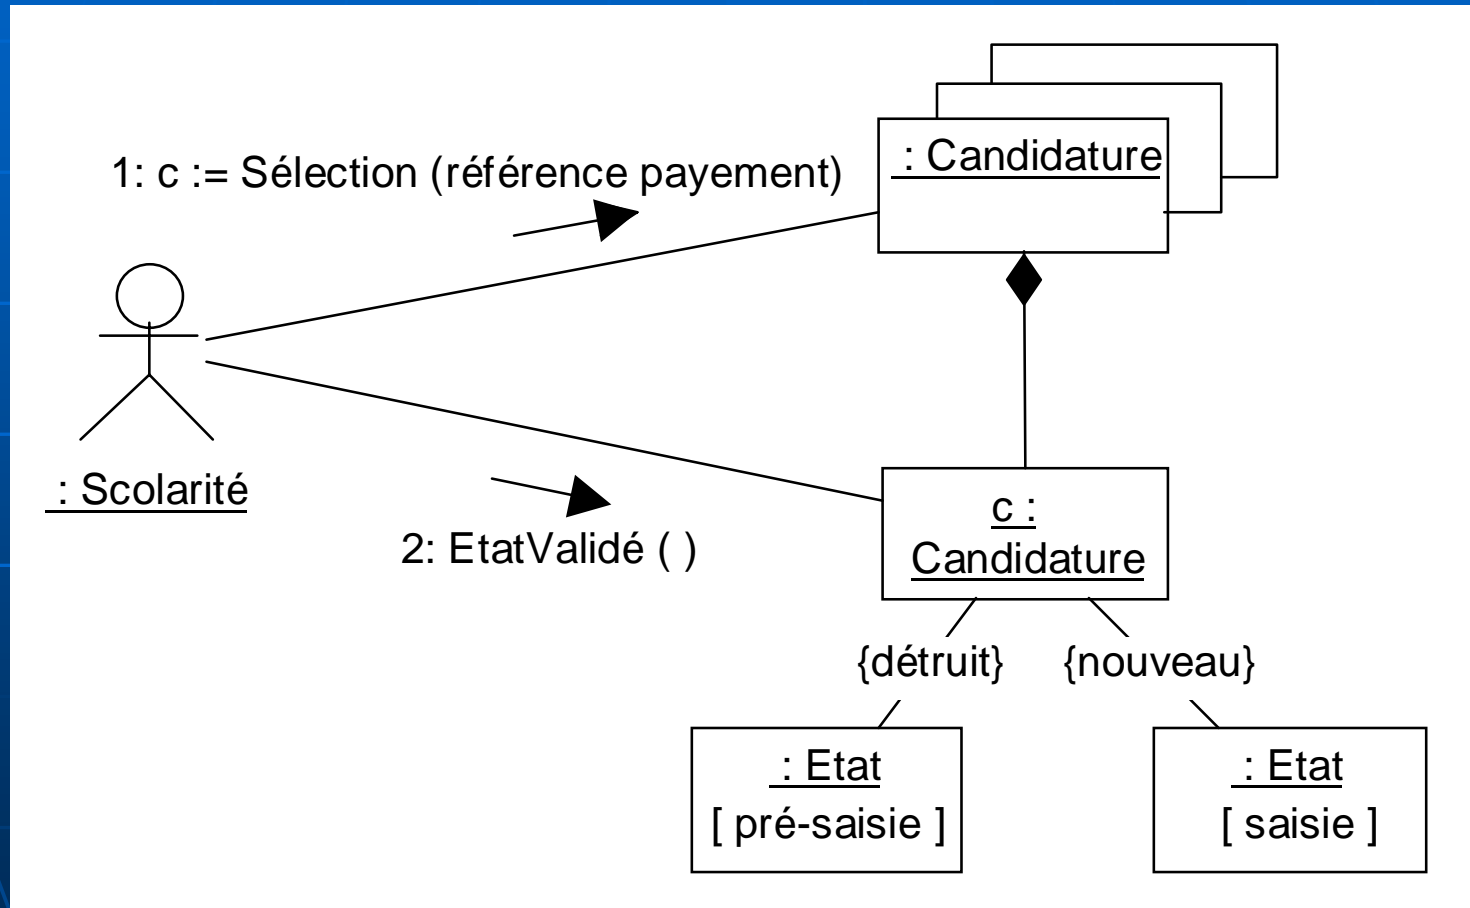 1: c := Sélection (référence payement)
: Candidature
: Scolarité
2: EtatValidé ( )
c :
Candidature
{détruit}
{nouveau}
: Etat
[ pré-saisie ]
: Etat
[ saisie ]